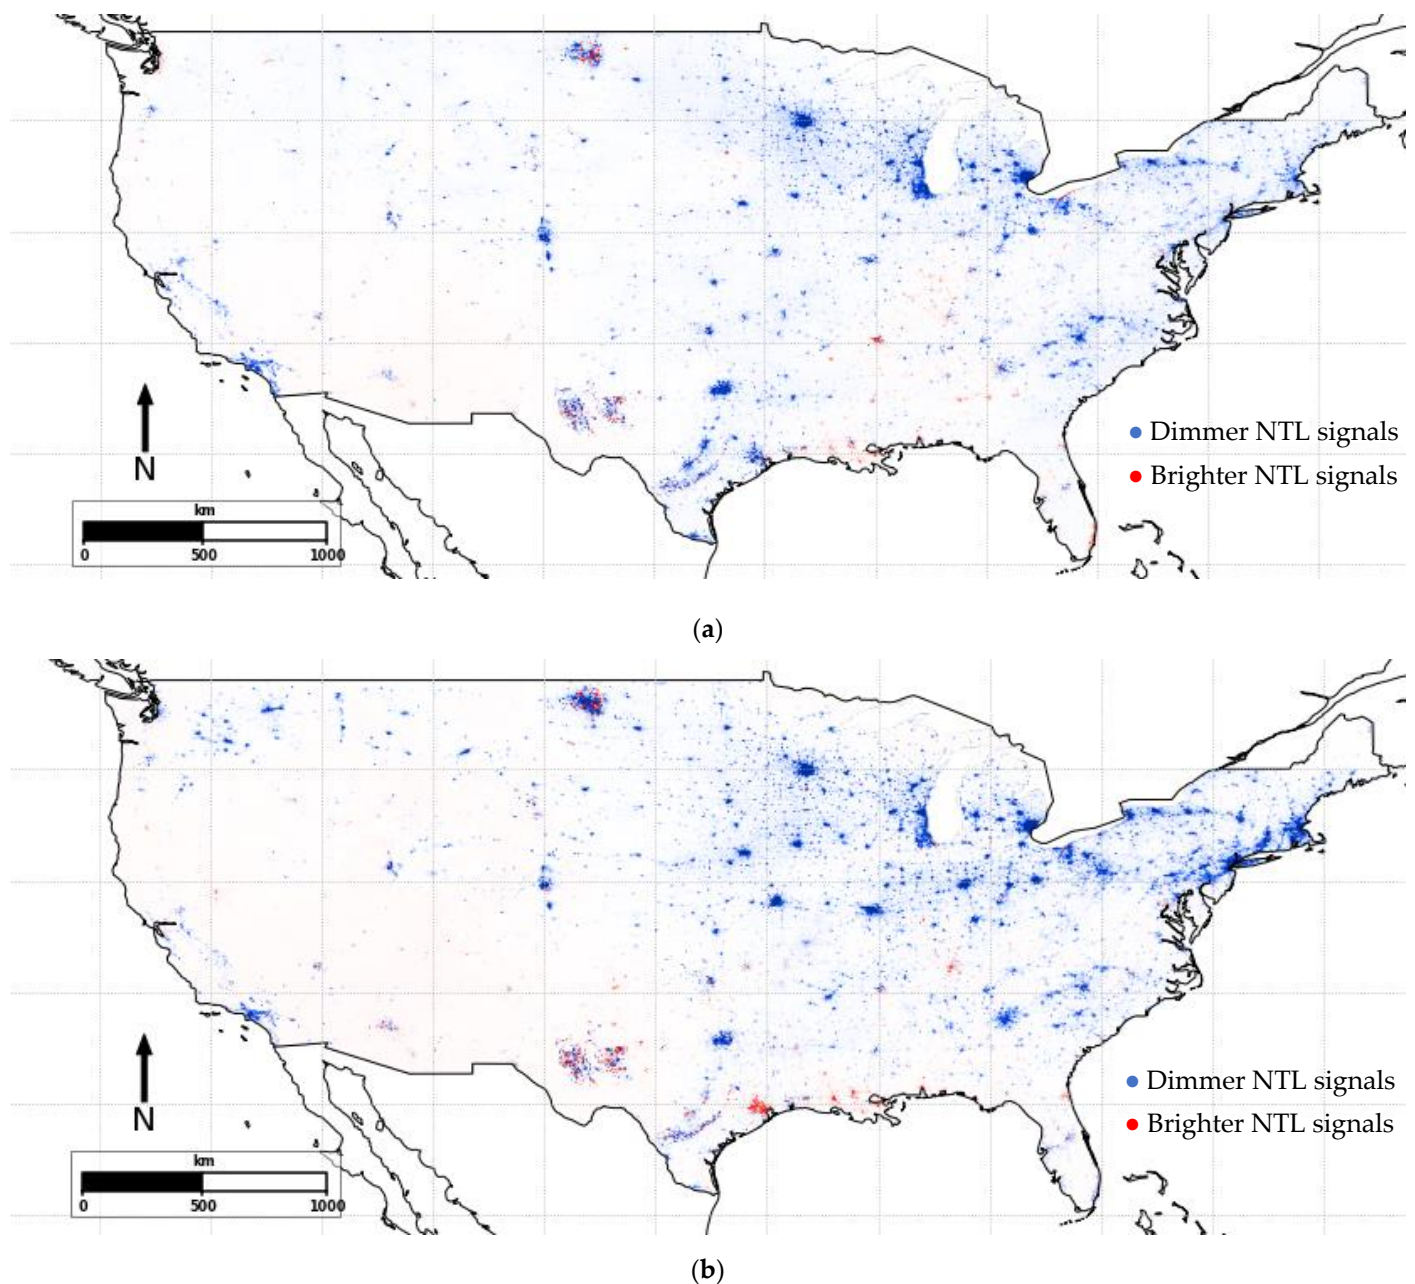 ● Dimmer NTL signals
● Brighter NTL signals
N
km
0 500 1000
(a)
● Dimmer NTL signals
● Brighter NTL signals
N
km
0 500 1000
(b)